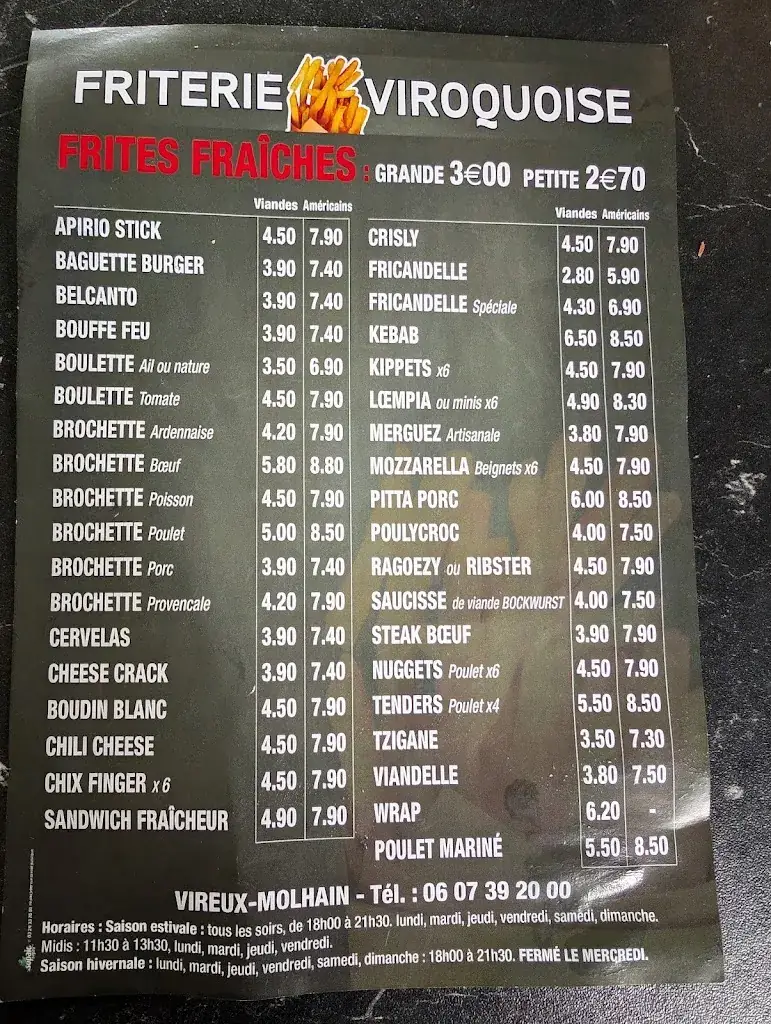 FRITERIE VIROQUOISE
FRITES FRAÎCHES : GRANDE 3€00 PETITE 2€70
Viandes Américains
APIRIO STICK 4.50 7.90
BAGUETTE BURGER 3.90 7.40
BELCANTO 3.90 7.40
BOUFFE FEU 3.90 7.40
BOULETTE Ail ou nature 3.50 6.90
BOULETTE Tomate 4.50 7.90
BROCHETTE Ardennaise 4.20 7.90
BROCHETTE Bœuf 5.80 8.80
BROCHETTE Poisson 4.50 7.90
BROCHETTE Poulet 5.00 8.50
BROCHETTE Porc 3.90 7.40
BROCHETTE Provencale 4.20 7.90
CERVELAS 3.90 7.40
CHEESE CRACK 3.90 7.40
BOUDIN BLANC 4.50 7.90
CHILI CHEESE 4.50 7.90
CHIX FINGER x 6 4.50 7.90
SANDWICH FRAÎCHEUR 4.90 7.90
Viandes Américains
CRISLY 4.50 7.90
FRICANDELLE 2.80 5.90
FRICANDELLE Spéciale 4.30 6.90
KEBAB 6.50 8.50
KIPPETS x6 4.50 7.90
LŒMPIA ou minis x6 4.90 8.30
MERGUEZ Artisanale 3.80 7.90
MOZZARELLA Beignets x6 4.50 7.90
PITTA PORC 6.00 8.50
POULYCROC 4.00 7.50
RAGOEZY ou RIBSTER 4.50 7.90
SAUCISSE de viande BOCKWURST 4.00 7.50
STEAK BŒUF 3.90 7.90
NUGGETS Poulet x6 4.50 7.90
TENDERS Poulet x4 5.50 8.50
TZIGANE 3.50 7.30
VIANDELLE 3.80 7.50
WRAP 6.20 -
POULET MARINÉ 5.50 8.50
VIREUX-MOLHAIN - Tél. : 06 07 39 20 00
Horaires : Saison estivale : tous les soirs, de 18h00 à 21h30. lundi, mardi, jeudi, vendredi, samedi, dimanche.
Midis : 11h30 à 13h30, lundi, mardi, jeudi, vendredi.
Saison hivernale : lundi, mardi, jeudi, vendredi, samedi, dimanche : 18h00 à 21h30. FERMÉ LE MERCREDI.